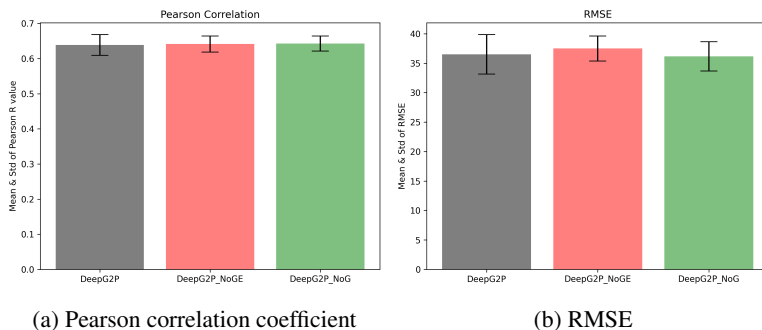 Pearson Correlation
Mean & Std of Pearson R value
0.7
0.6
0.5
0.4
0.3
0.2
0.1
0.0
DeepG2P DeepG2P_NoGE DeepG2P_NoG
(a) Pearson correlation coefficient
RMSE
Mean & Std of RMSE
40
35
30
25
20
15
10
5
0
DeepG2P DeepG2P_NoGE DeepG2P_NoG
(b) RMSE